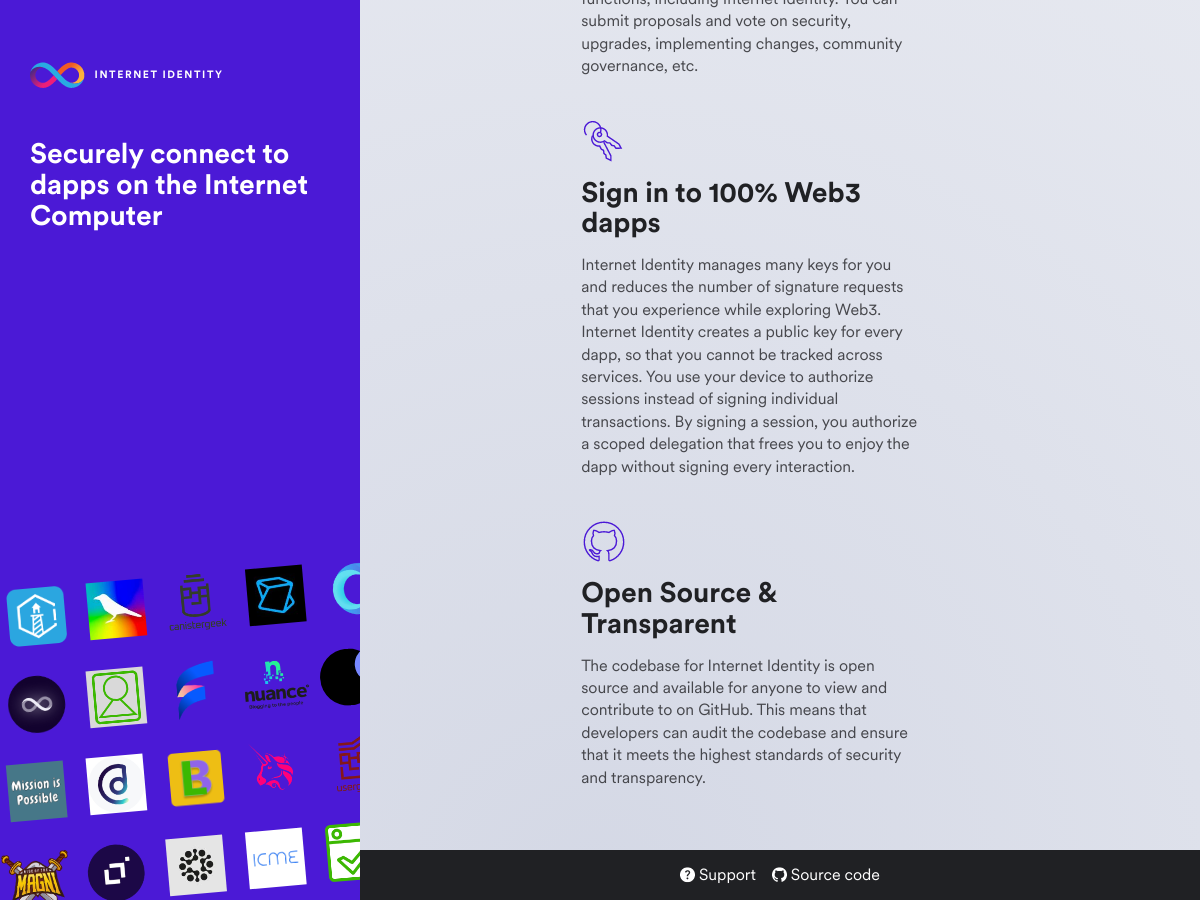 INTERNET IDENTITY
Securely connect to
dapps on the Internet
Computer
submit proposals and vote on security,
upgrades, implementing changes, community
governance, etc.
Sign in to 100% Web3
dapps
Internet Identity manages many keys for you
and reduces the number of signature requests
that you experience while exploring Web3.
Internet Identity creates a public key for every
dapp, so that you cannot be tracked across
services. You use your device to authorize
sessions instead of signing individual
transactions. By signing a session, you authorize
a scoped delegation that frees you to enjoy the
dapp without signing every interaction.
Open Source &
Transparent
The codebase for Internet Identity is open
source and available for anyone to view and
contribute to on GitHub. This means that
developers can audit the codebase and ensure
that it meets the highest standards of security
and transparency.
nuance
Mission is
Possible
B
MAGNI
ICME
Support
Source code